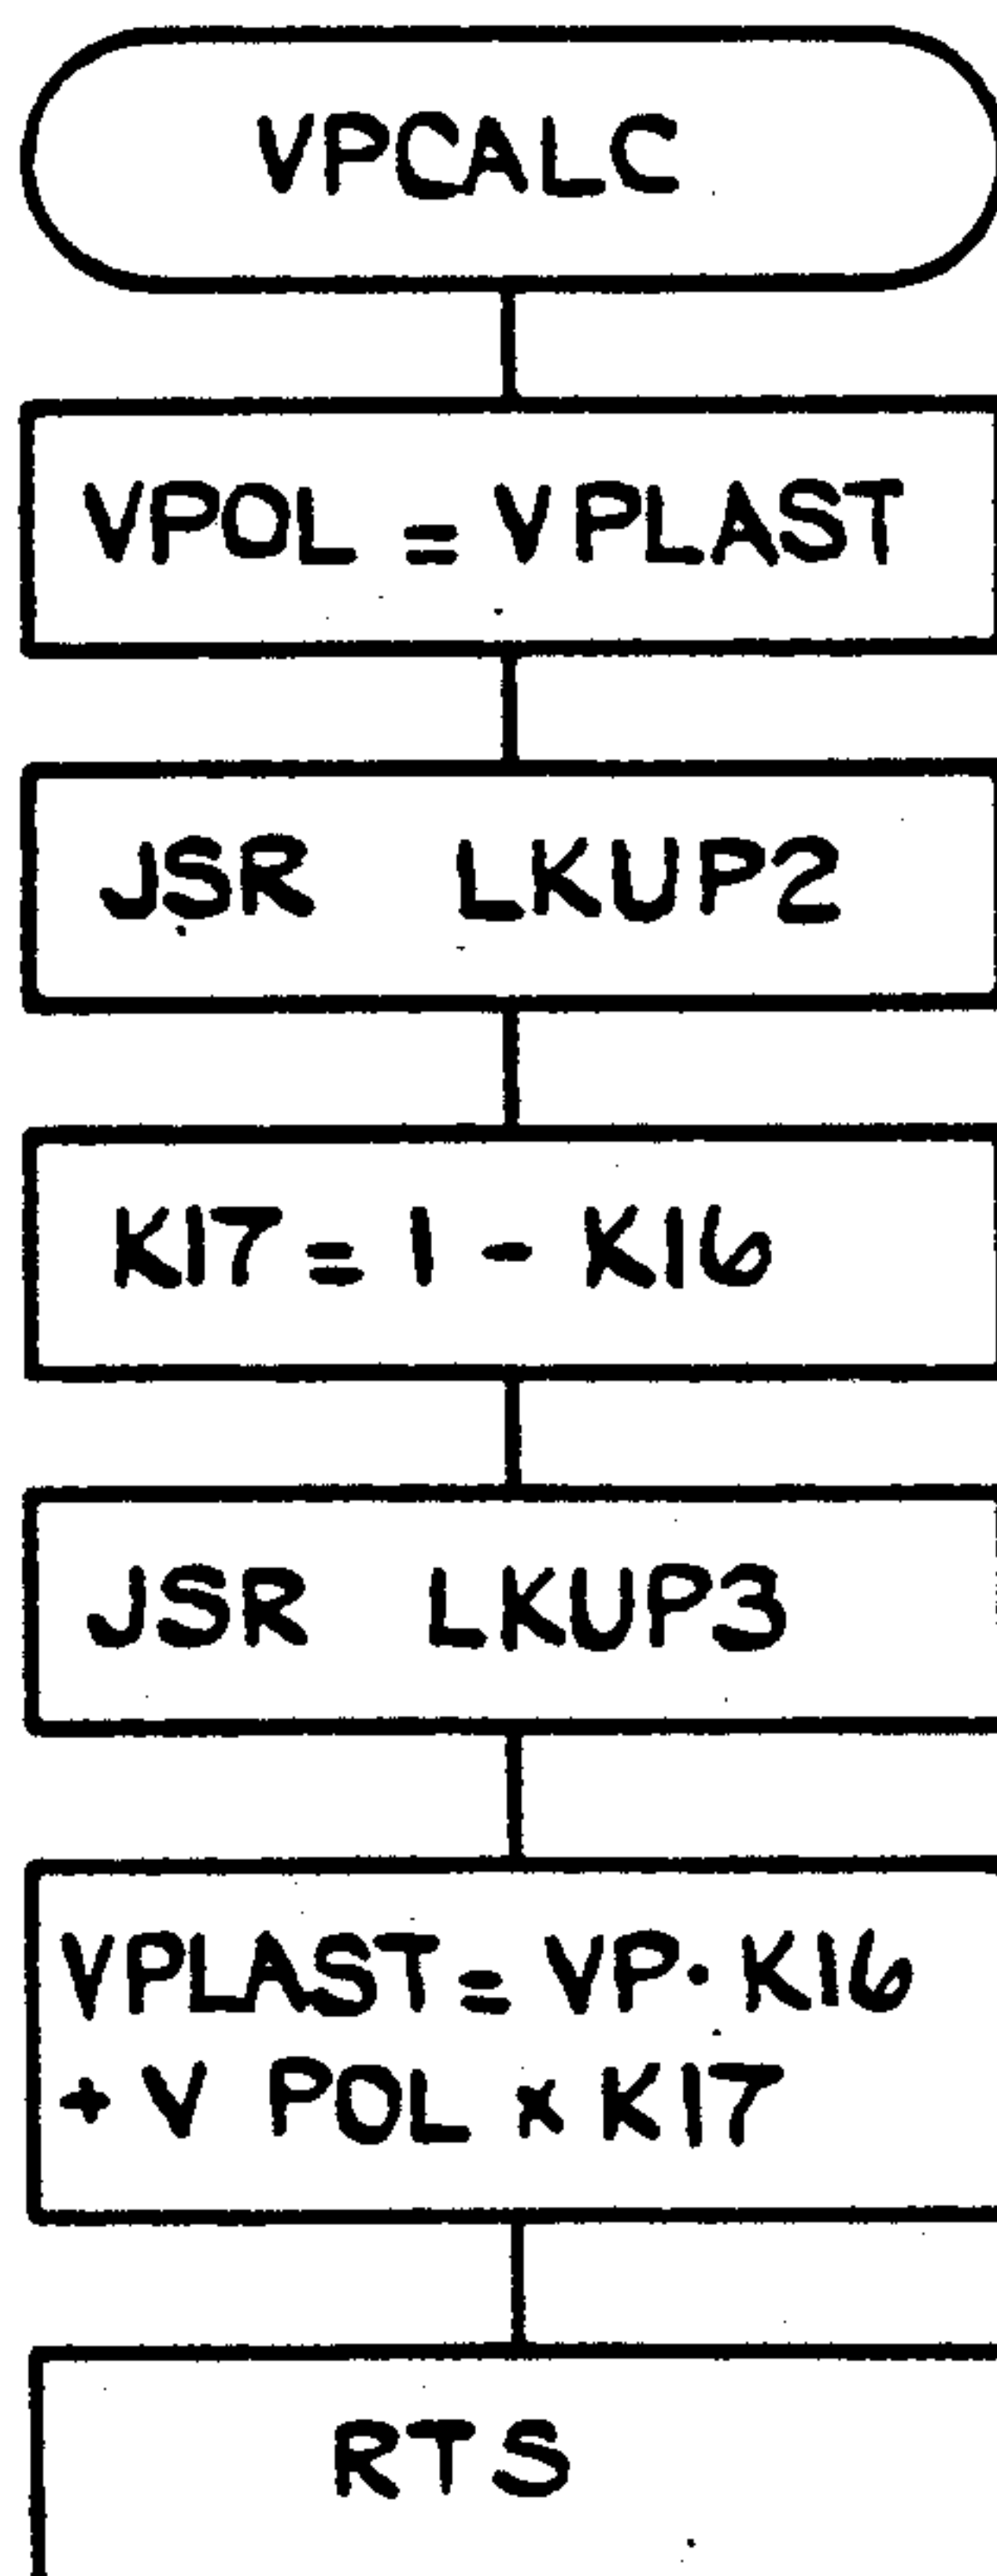 VPCALC
VPOL = VPLAST
JSR LKUP2
K17 = 1 - K16
JSR LKUP3
VPLAST = VP · K16
+ V POL x K17
RTS